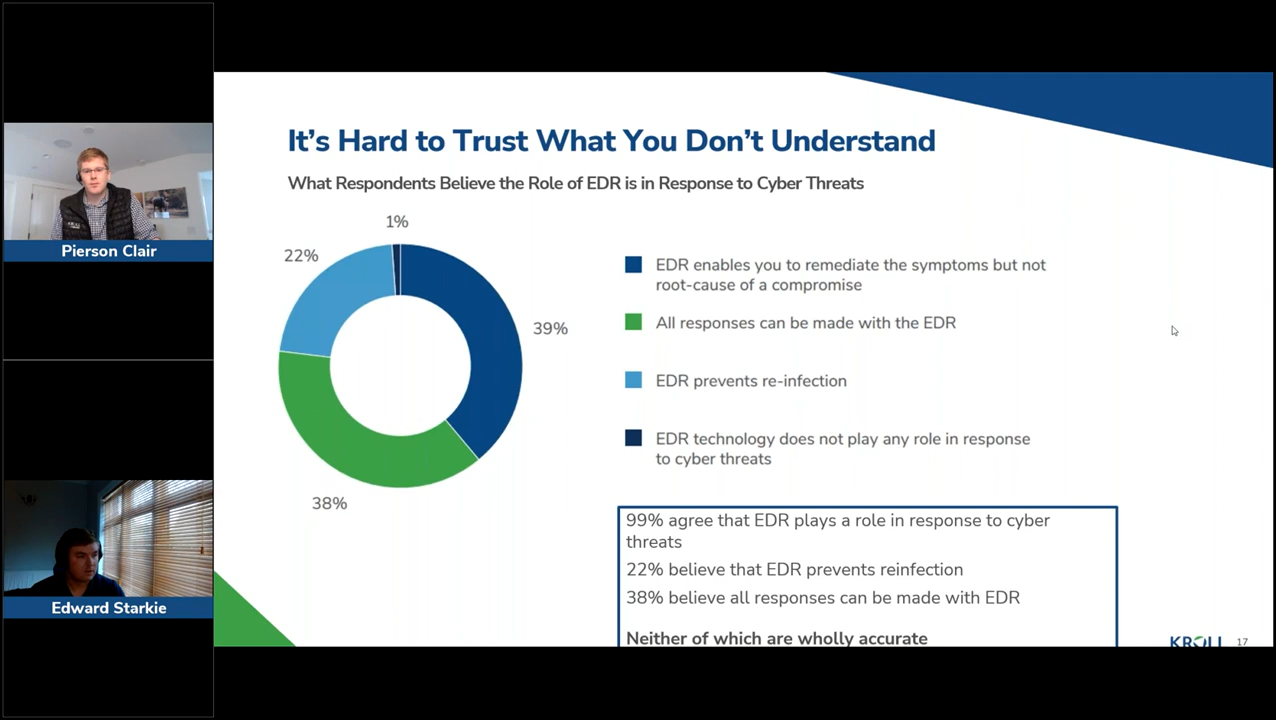 It's Hard to Trust What You Don't Understand
What Respondents Believe the Role of EDR is in Response to Cyber Threats
1%
22%
39%
38%
EDR enables you to remediate the symptoms but not
root-cause of a compromise
All responses can be made with the EDR
EDR prevents re-infection
EDR technology does not play any role in response
to cyber threats
99% agree that EDR plays a role in response to cyber
threats
22% believe that EDR prevents reinfection
38% believe all responses can be made with EDR
Neither of which are wholly accurate
KROLL 17
Pierson Clair
Edward Starkie